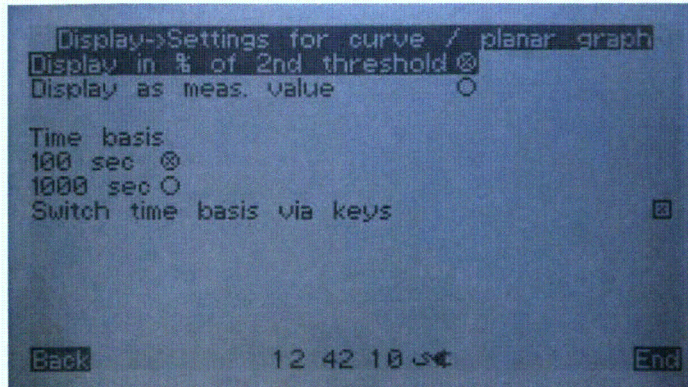 Display->Settings for curve / planar graph
Display in % of 2nd threshold
Display as meas. value
Time basis
100 sec
1000 sec
Switch time basis via keys
Back 12 42 10 End